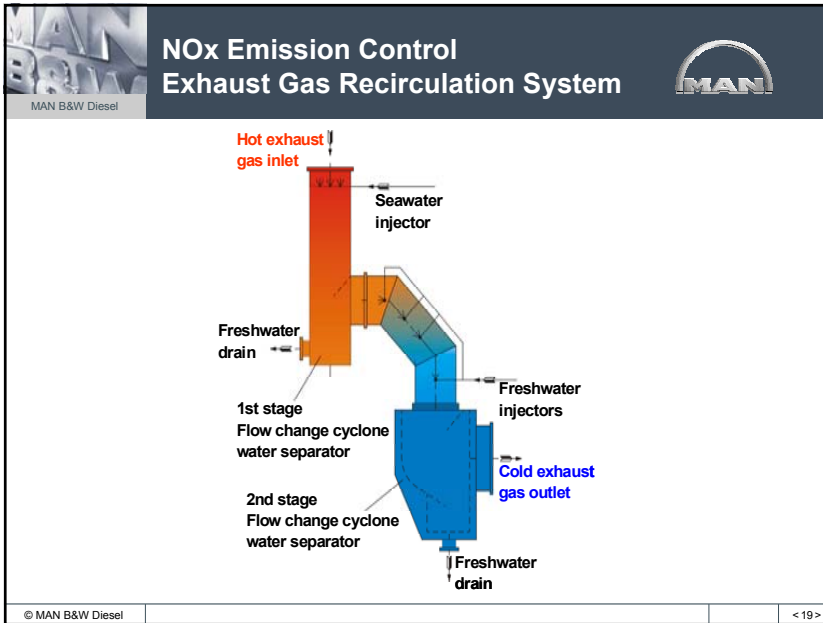 MAN
B&W
MAN B&W Diesel
NOx Emission Control
Exhaust Gas Recirculation System
MAN
Hot exhaust
gas inlet
Seawater
injector
Freshwater
drain
1st stage
Flow change cyclone
water separator
Freshwater
injectors
Cold exhaust
gas outlet
2nd stage
Flow change cyclone
water separator
Freshwater
drain
© MAN B&W Diesel
<19>